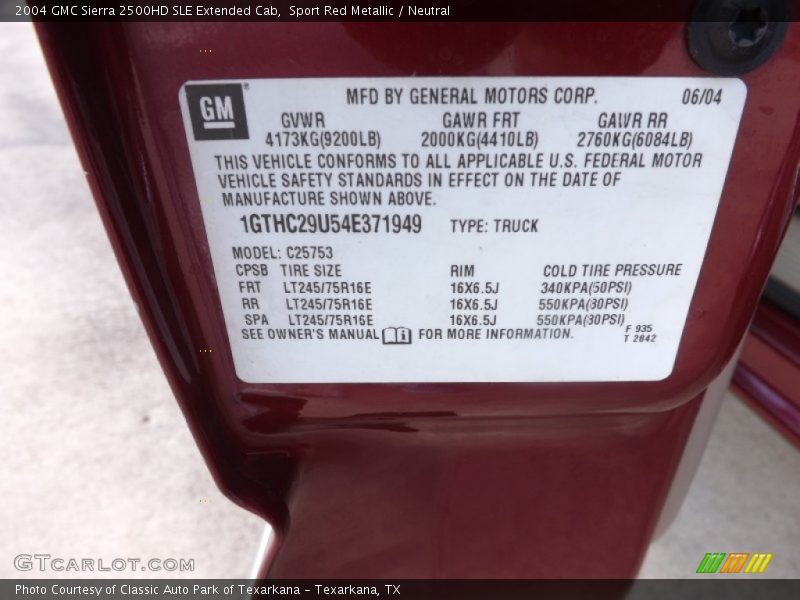 2004 GMC Sierra 2500HD SLE Extended Cab, Sport Red Metallic / Neutral
GM
MFD BY GENERAL MOTORS CORP. 06/04
GVWR GAWR FRT GAWR RR
4173KG(9200LB) 2000KG(4410LB) 2760KG(6084LB)
THIS VEHICLE CONFORMS TO ALL APPLICABLE U.S. FEDERAL MOTOR
VEHICLE SAFETY STANDARDS IN EFFECT ON THE DATE OF
MANUFACTURE SHOWN ABOVE.
1GTHC29U54E371949 TYPE: TRUCK
MODEL: C25753
CPSB TIRE SIZE RIM COLD TIRE PRESSURE
FRT LT245/75R16E 16X6.5J 340KPA(50PSI)
RR LT245/75R16E 16X6.5J 550KPA(30PSI)
SPA LT245/75R16E 16X6.5J 550KPA(30PSI)
SEE OWNER'S MANUAL FOR MORE INFORMATION.
F 935
T 2842
GTCARLOT.COM
Photo Courtesy of Classic Auto Park of Texarkana - Texarkana, TX